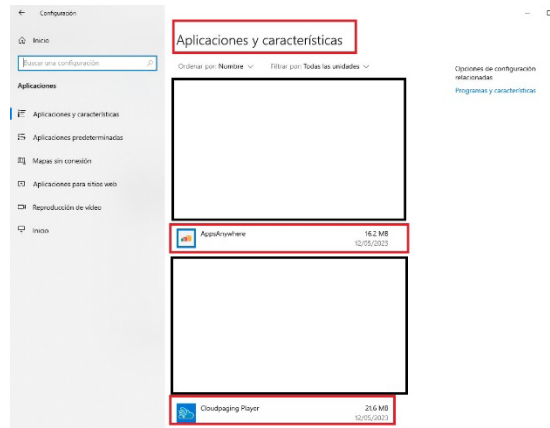 Configuración
Inicio
Buscar una configuración
Aplicaciones
Aplicaciones y características
Aplicaciones predeterminadas
Mapas sin conexión
Aplicaciones para sitios web
Reproducción de vídeo
Inicio
Aplicaciones y características
Ordenar por: Nombre
Filtrar por: Todas las unidades
AppsAnywhere
16.2 MB
12/05/2023
Cloudpaging Player
21.6 MB
12/05/2023
Opciones de configuración
relacionadas
Programas y características